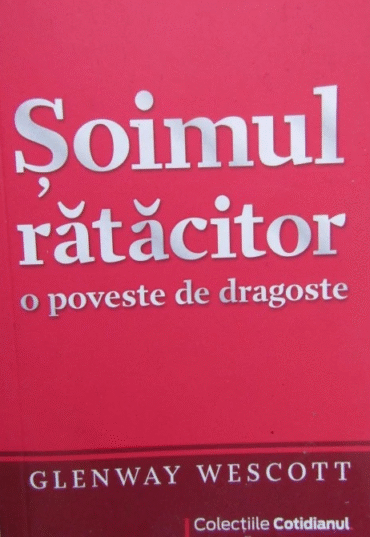 Șoimul
rătăcitor
o poveste de dragoste
GLENWAY WESCOTT
Colecțiile Cotidianul